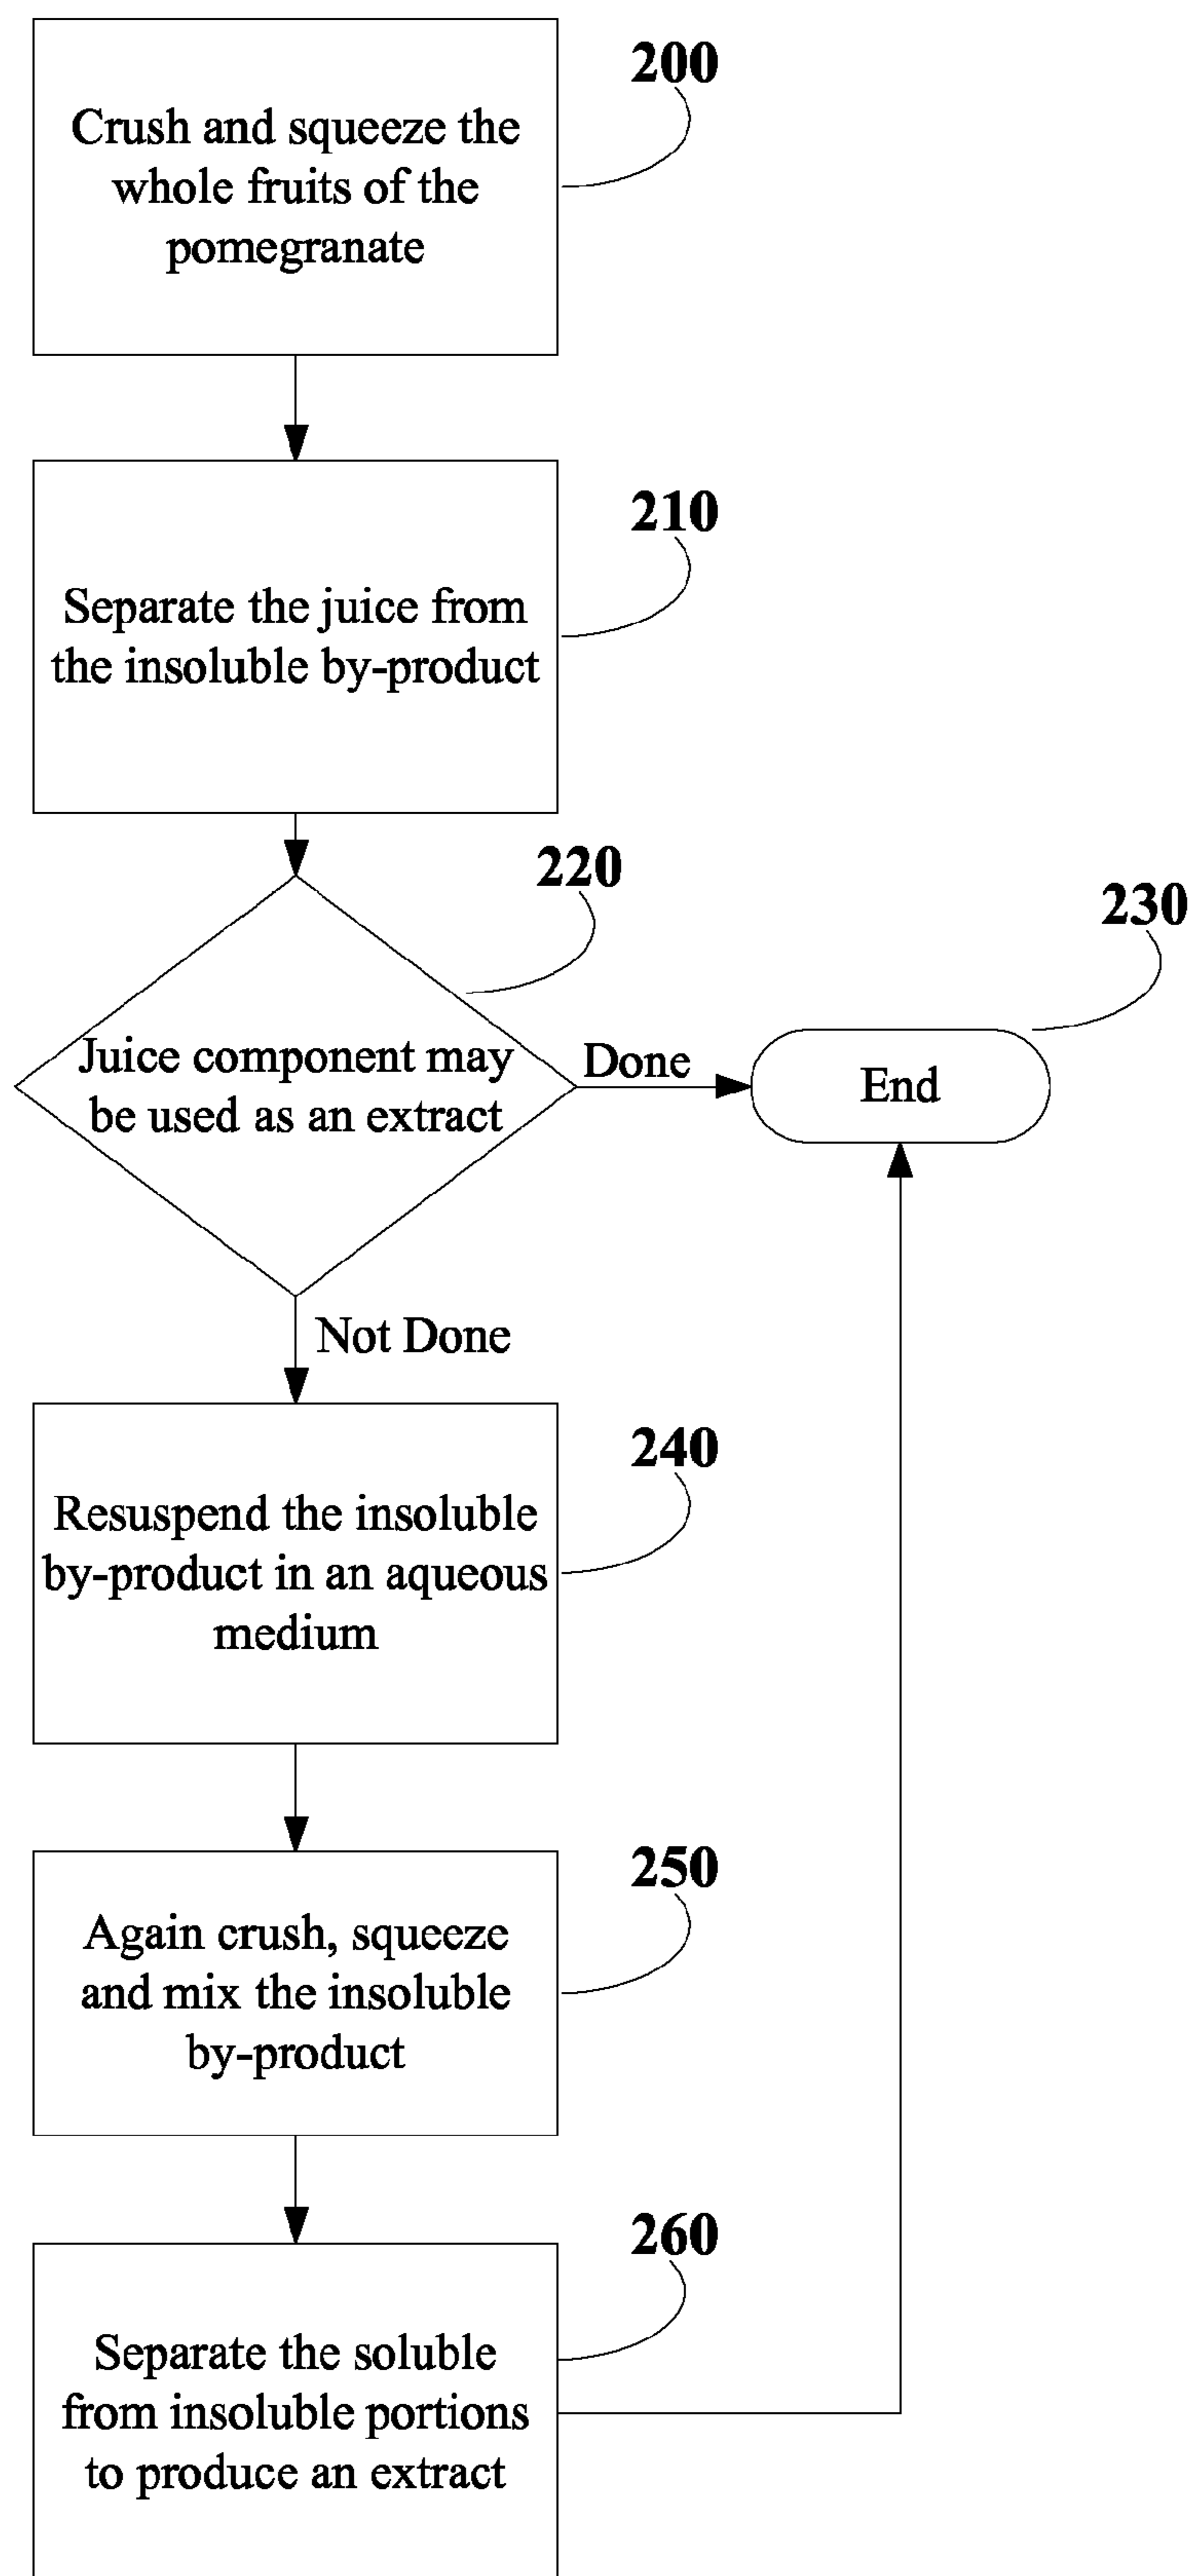 200
Crush and squeeze the
whole fruits of the
pomegranate
210
Separate the juice from
the insoluble by-product
220
230
Juice component may
be used as an extract
Done
End
Not Done
240
Resuspend the insoluble
by-product in an aqueous
medium
250
Again crush, squeeze
and mix the insoluble
by-product
260
Separate the soluble
from insoluble portions
to produce an extract